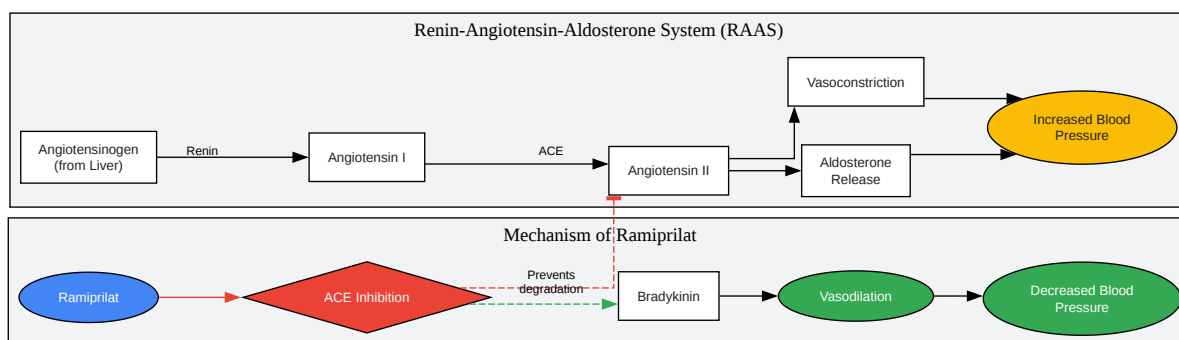 Renin-Angiotensin-Aldosterone System (RAAS)
Vasoconstriction
Increased Blood
Pressure
Angiotensinogen
(from Liver)
Renin
Angiotensin I
ACE
Angiotensin II
Aldosterone
Release
Mechanism of Ramiprilat
Ramiprilat
ACE Inhibition
Prevents
degradation
Bradykinin
Vasodilation
Decreased Blood
Pressure